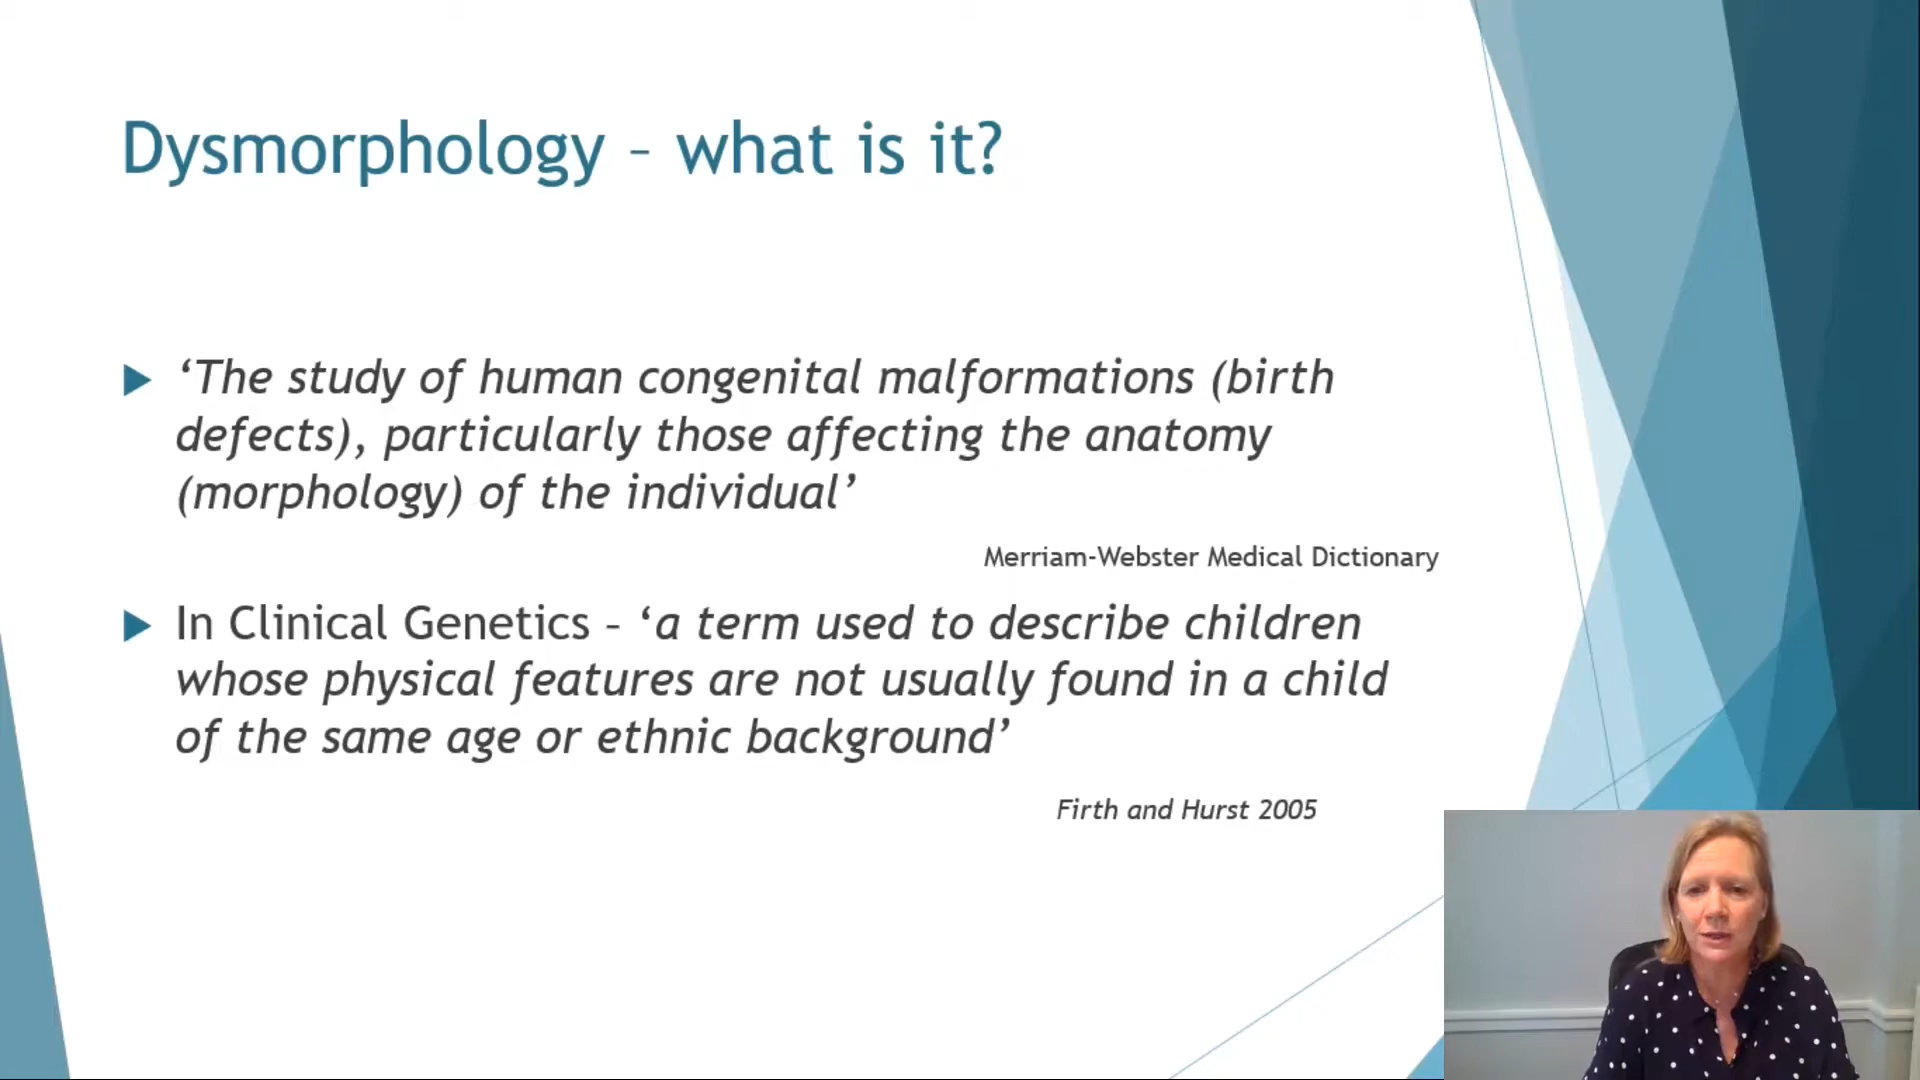 Dysmorphology – what is it?
‘The study of human congenital malformations (birth
defects), particularly those affecting the anatomy
(morphology) of the individual’
Merriam-Webster Medical Dictionary
In Clinical Genetics – ‘a term used to describe children
whose physical features are not usually found in a child
of the same age or ethnic background’
Firth and Hurst 2005